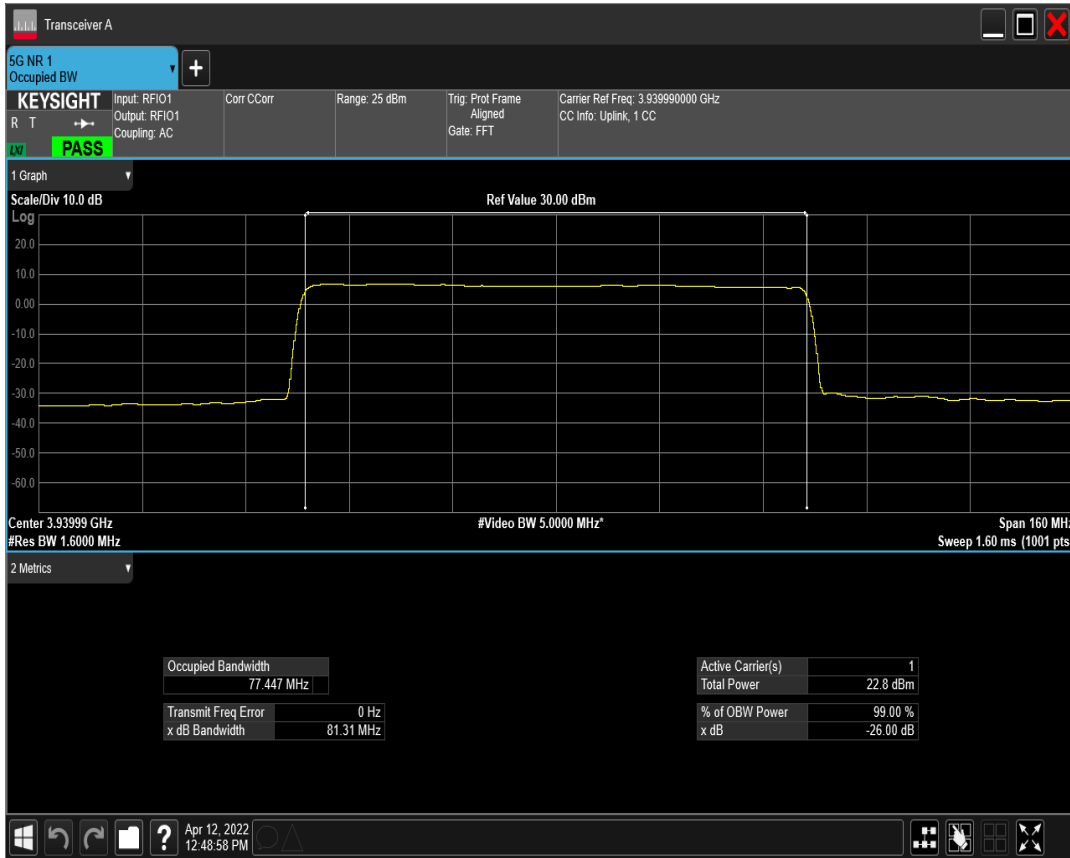 Transceiver A
5G NR 1
Occupied BW
+
KEYSIGHT
Input: RFIO1
Output: RFIO1
Coupling: AC
Corr CCorr
Range: 25 dBm
Trig: Prot Frame
Aligned
Gate: FFT
Carrier Ref Freq: 3.939990000 GHz
CC Info: Uplink, 1 CC
R T
LXI
PASS
1 Graph
Scale/Div 10.0 dB
Ref Value 30.00 dBm
Log
20.0
10.0
0.00
-10.0
-20.0
-30.0
-40.0
-50.0
-60.0
Center 3.93999 GHz
#Video BW 5.0000 MHz*
Span 160 MHz
#Res BW 1.6000 MHz
Sweep 1.60 ms (1001 pts
2 Metrics
Occupied Bandwidth
77.447 MHz
Transmit Freq Error 0 Hz
x dB Bandwidth 81.31 MHz
Active Carrier(s) 1
Total Power 22.8 dBm
% of OBW Power 99.00 %
x dB -26.00 dB
?
Apr 12, 2022
12:48:58 PM